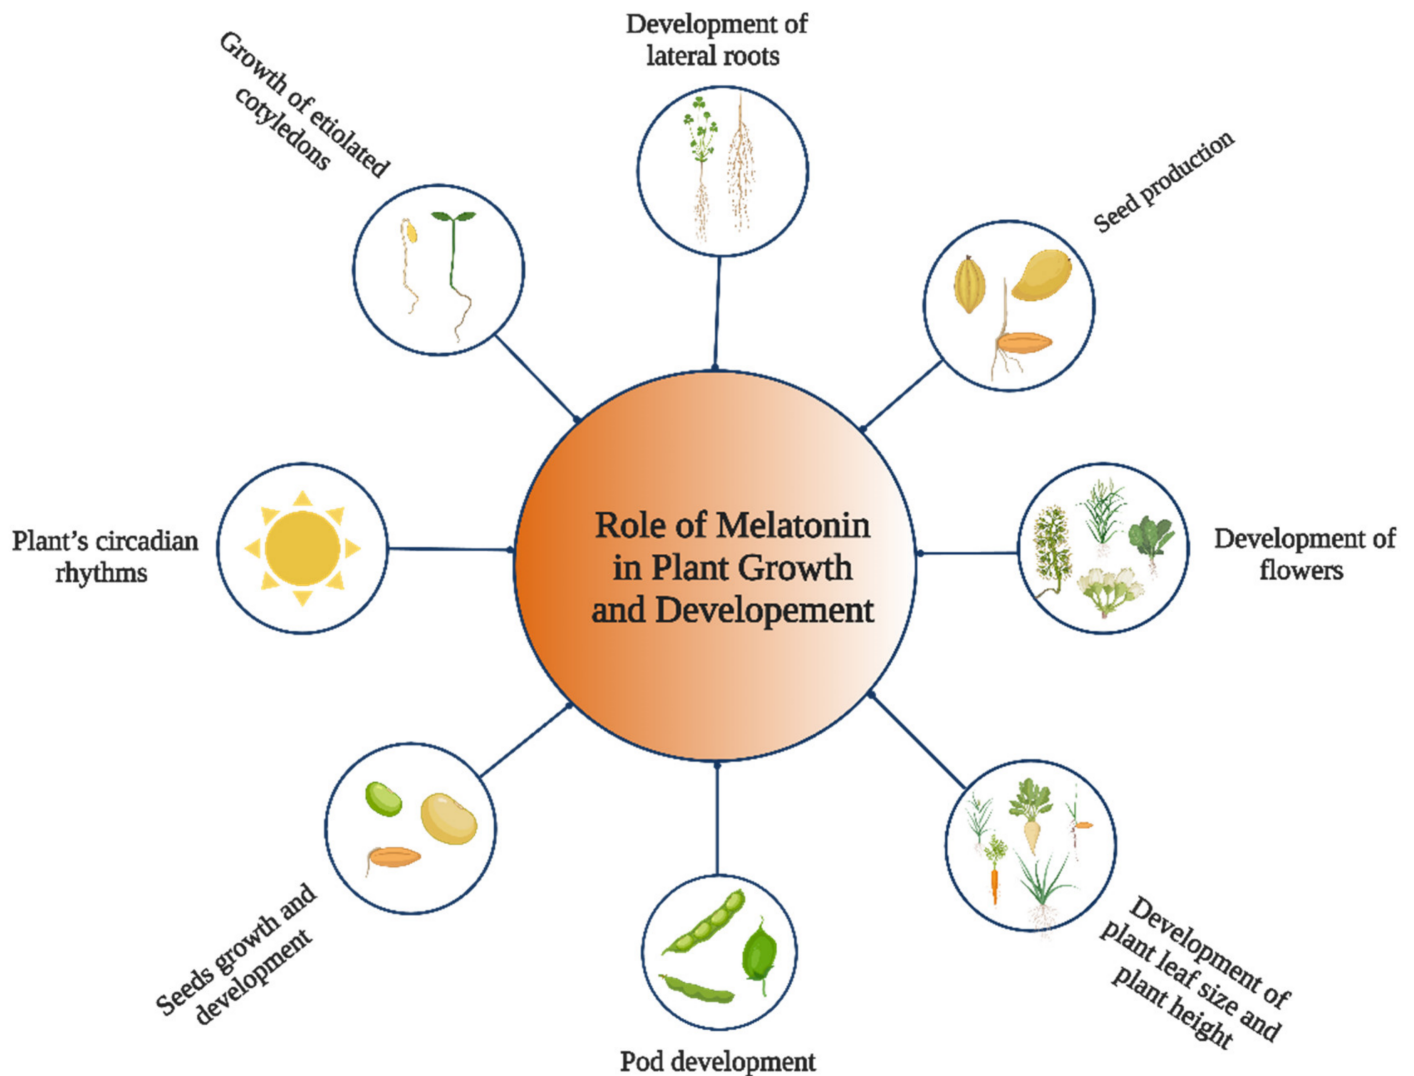 Development of
lateral roots
Growth of etiolated
cotyledons
Seed production
Plant's circadian
rhythms
Role of Melatonin
in Plant Growth
and Developement
Development of
flowers
Seeds growth and
development
Development of
plant leaf size and
plant height
Pod development